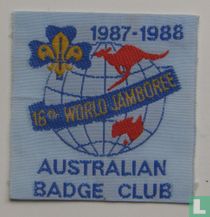 1987-1988
16th WORLD JAMBOREE
AUSTRALIAN
BADGE CLUB